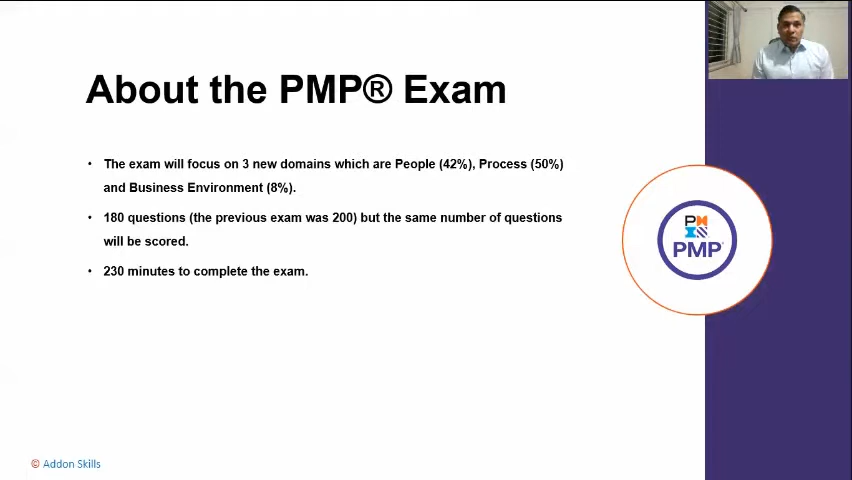 About the PMP® Exam
• The exam will focus on 3 new domains which are People (42%), Process (50%)
and Business Environment (8%).
• 180 questions (the previous exam was 200) but the same number of questions
will be scored.
• 230 minutes to complete the exam.
PMP
© Addon Skills